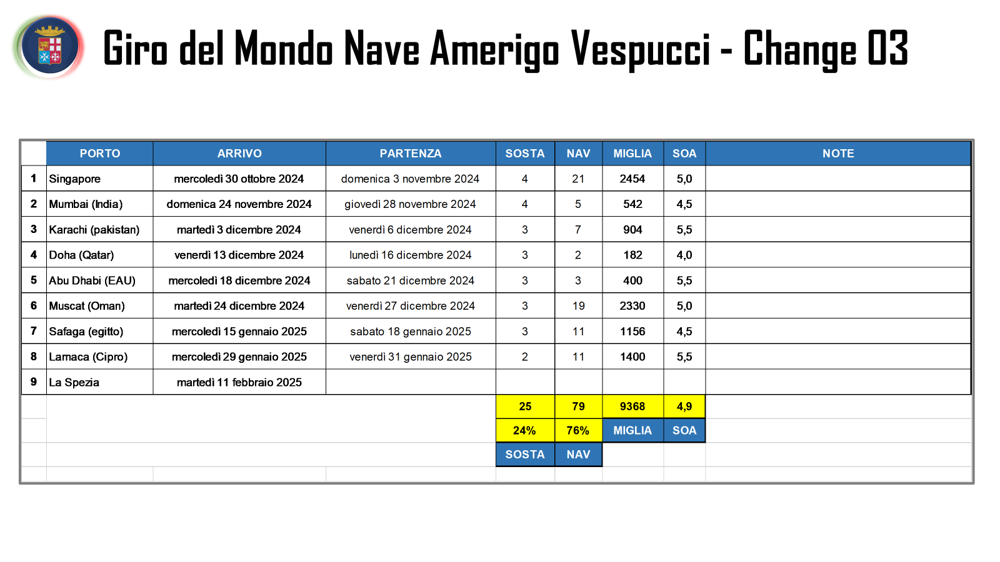 Giro del Mondo Nave Amerigo Vespucci - Change 03
PORTO ARRIVO PARTENZA SOSTA NAV MIGLIA SOA NOTE
1 Singapore mercoledì 30 ottobre 2024 domenica 3 novembre 2024 4 21 2454 5,0
2 Mumbai (India) domenica 24 novembre 2024 giovedì 28 novembre 2024 4 5 542 4,5
3 Karachi (pakistan) martedì 3 dicembre 2024 venerdì 6 dicembre 2024 3 7 904 5,5
4 Doha (Qatar) venerdì 13 dicembre 2024 lunedì 16 dicembre 2024 3 2 182 4,0
5 Abu Dhabi (EAU) mercoledì 18 dicembre 2024 sabato 21 dicembre 2024 3 3 400 5,5
6 Muscat (Oman) martedì 24 dicembre 2024 venerdì 27 dicembre 2024 3 19 2330 5,0
7 Safaga (egitto) mercoledì 15 gennaio 2025 sabato 18 gennaio 2025 3 11 1156 4,5
8 Larnaca (Cipro) mercoledì 29 gennaio 2025 venerdì 31 gennaio 2025 2 11 1400 5,5
9 La Spezia martedì 11 febbraio 2025
25 79 9368 4,9
24% 76% MIGLIA SOA
SOSTA NAV